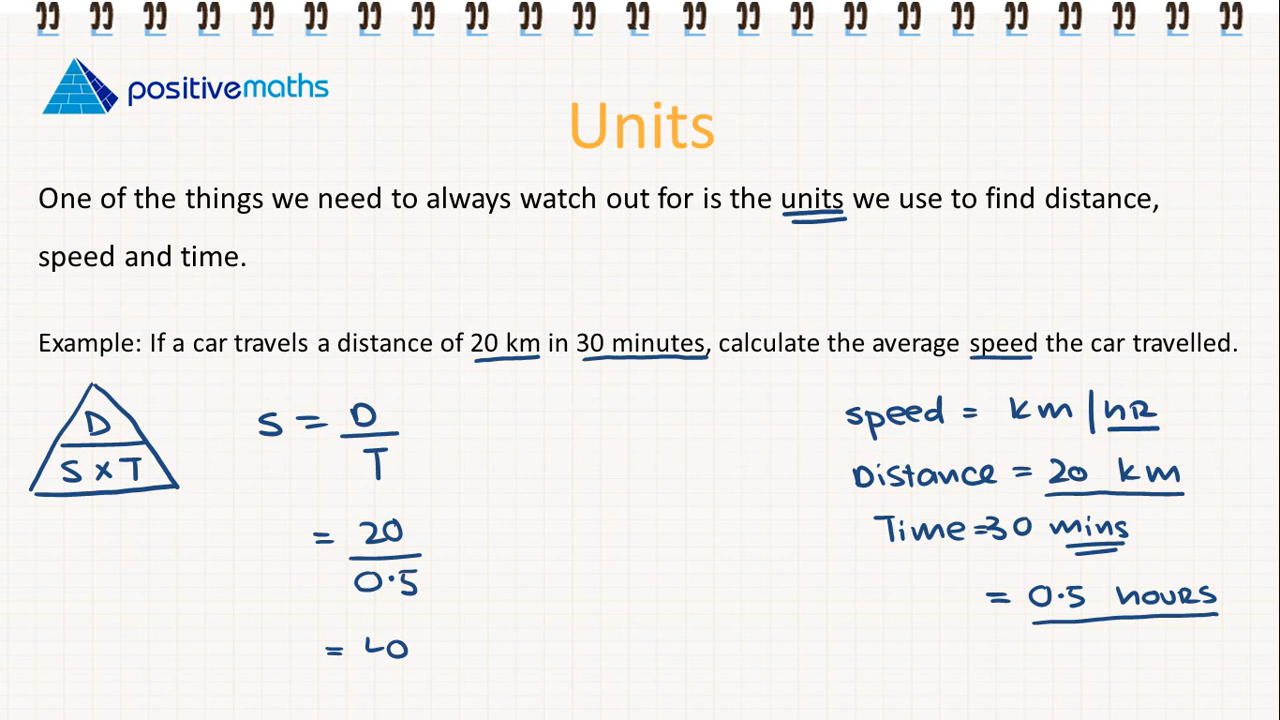 positivemaths
Units
One of the things we need to always watch out for is the units we use to find distance,
speed and time.
Example: If a car travels a distance of 20 km in 30 minutes, calculate the average speed the car travelled.
D
S × T
S = D
T
= 20
0.5
= 40
speed = km | hR
Distance = 20 km
Time = 30 mins
= 0.5 hours